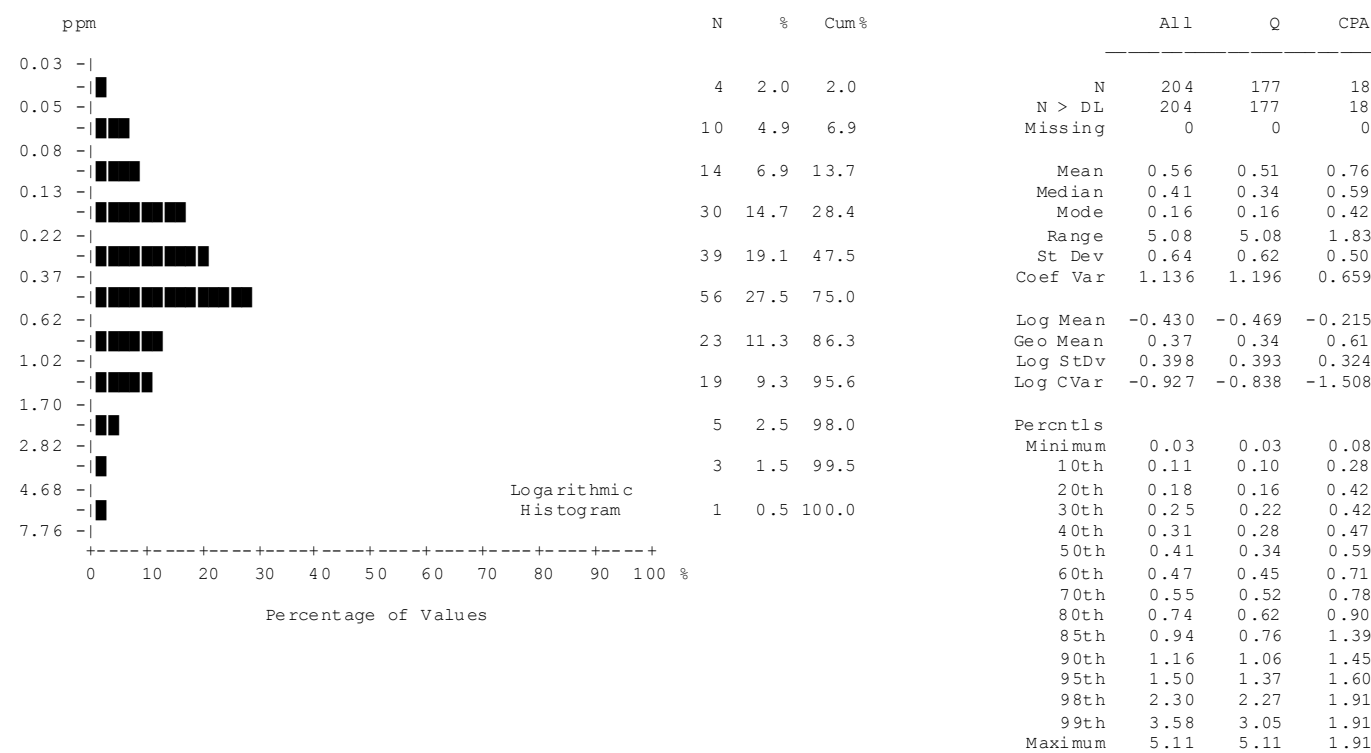 ppm N % Cum% All Q CPA
0.03 -|
-| 4 2.0 2.0 N 204 177 18
0.05 -| N > DL 204 177 18
-| 10 4.9 6.9 Missing 0 0 0
0.08 -|
-| 14 6.9 13.7 Mean 0.56 0.51 0.76
0.13 -| Median 0.41 0.34 0.59
-| 30 14.7 28.4 Mode 0.16 0.16 0.42
0.22 -| Range 5.08 5.08 1.83
-| 39 19.1 47.5 St Dev 0.64 0.62 0.50
0.37 -| Coef Var 1.136 1.196 0.659
-| 56 27.5 75.0
0.62 -| Log Mean -0.430 -0.469 -0.215
-| 23 11.3 86.3 Geo Mean 0.37 0.34 0.61
1.02 -| Log StDv 0.398 0.393 0.324
-| 19 9.3 95.6 Log CVar -0.927 -0.838 -1.508
1.70 -|
-| 5 2.5 98.0 Percntls
2.82 -| Minimum 0.03 0.03 0.08
-| 3 1.5 99.5 10th 0.11 0.10 0.28
4.68 -| Logarithmic 20th 0.18 0.16 0.42
-| Histogram 1 0.5 100.0 30th 0.25 0.22 0.42
7.76 -| 40th 0.31 0.28 0.47
+----+----+----+----+----+----+----+----+----+----+ 50th 0.41 0.34 0.59
0 10 20 30 40 50 60 70 80 90 100 % 60th 0.47 0.45 0.71
70th 0.55 0.52 0.78
Percentage of Values 80th 0.74 0.62 0.90
85th 0.94 0.76 1.39
90th 1.16 1.06 1.45
95th 1.50 1.37 1.60
98th 2.30 2.27 1.91
99th 3.58 3.05 1.91
Maximum 5.11 5.11 1.91